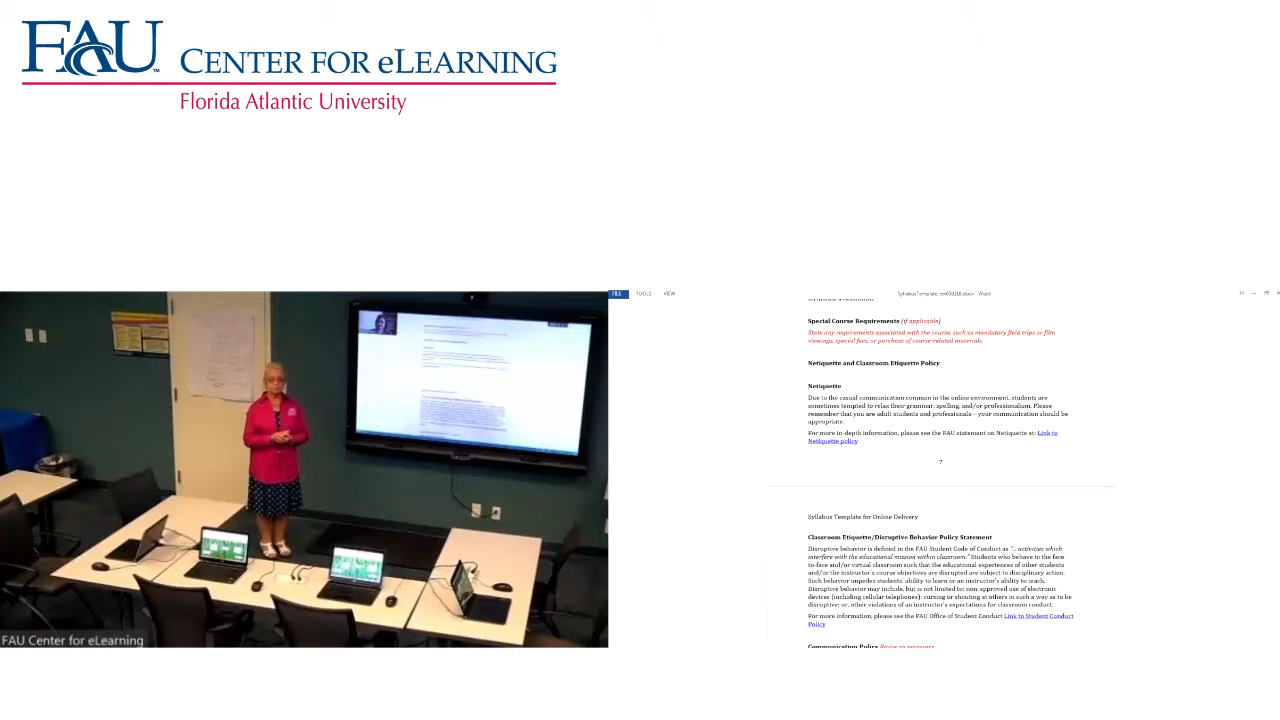 FAU™ CENTER FOR eLEARNING
Florida Atlantic University
FAU Center for eLearning
FILE TOOLS VIEW
SyllabusTemplate. rev050316.docx - Word
Special Course Requirements (if applicable)
State any requirements associated with the course, such as mandatory field trips or film
viewings, special fees, or purchase of course-related materials.
Netiquette and Classroom Etiquette Policy
Netiquette
Due to the casual communication common in the online environment, students are
sometimes tempted to relax their grammar, spelling, and/or professionalism. Please
remember that you are adult students and professionals—your communication should be
appropriate.
For more in-depth information, please see the FAU statement on Netiquette at: Link to
Netiquette policy
7
Syllabus Template for Online Delivery
Classroom Etiquette/Disruptive Behavior Policy Statement
Disruptive behavior is defined in the FAU Student Code of Conduct as "... activities which
interfere with the educational mission within classroom." Students who behave in the face-
to-face and/or virtual classroom such that the educational experiences of other students
and/or the instructor's course objectives are disrupted are subject to disciplinary action.
Such behavior impedes students' ability to learn or an instructor's ability to teach.
Disruptive behavior may include, but is not limited to: non-approved use of electronic
devices (including cellular telephones); cursing or shouting at others in such a way as to be
disruptive; or, other violations of an instructor's expectations for classroom conduct.
For more information, please see the FAU Office of Student Conduct Link to Student Conduct
Policy
Communication Policy Revise as necessary